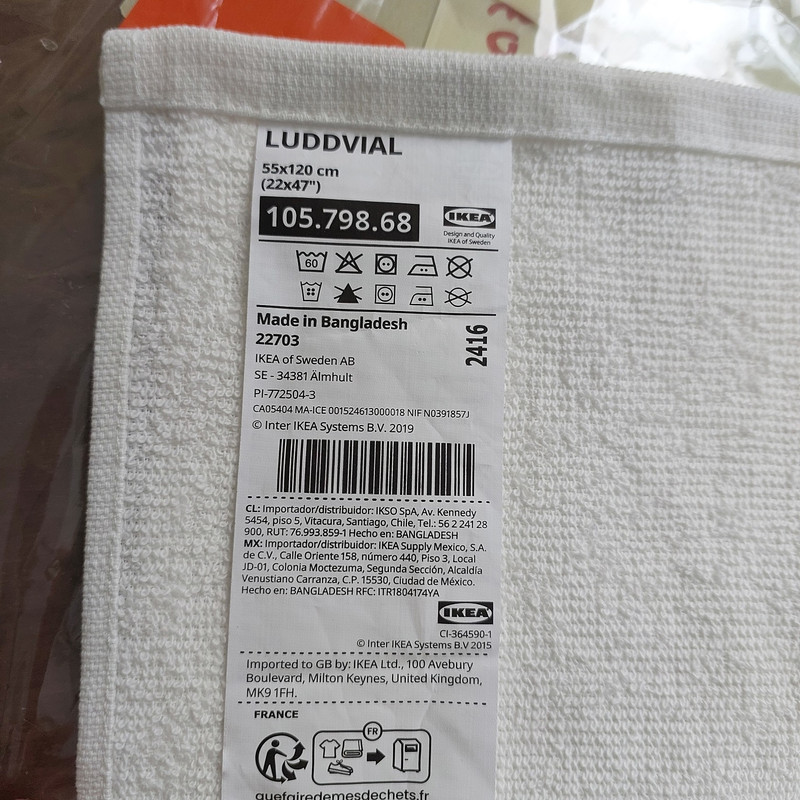 LUDDVIAL
55x120 cm
(22x47")
105.798.68
IKEA
Design and Quality
IKEA of Sweden
60
Made in Bangladesh
22703
2416
IKEA of Sweden AB
SE - 34381 Älmhult
PI-772504-3
CA05404 MA-ICE 001524613000018 NIF N0391857J
© Inter IKEA Systems B.V. 2019
CL: Importador/distribuidor: IKSO SpA, Av. Kennedy
5454, piso 5, Vitacura, Santiago, Chile, Tel.: 56 2 241 28
900, RUT: 76.993.859-1 Hecho en: BANGLADESH
MX: Importador/distribuidor: IKEA Supply Mexico, S.A.
de C.V., Calle Oriente 158, número 440, Piso 3, Local
JD-01, Colonia Moctezuma, Segunda Sección, Alcaldía
Venustiano Carranza, C.P. 15530, Ciudad de México.
Hecho en: BANGLADESH RFC: ITR1804174YA
IKEA
CI-364590-1
© Inter IKEA Systems B.V 2015
Imported to GB by: IKEA Ltd., 100 Avebury
Boulevard, Milton Keynes, United Kingdom,
MK9 1FH.
FRANCE
FR
quefairedemesdechets.fr